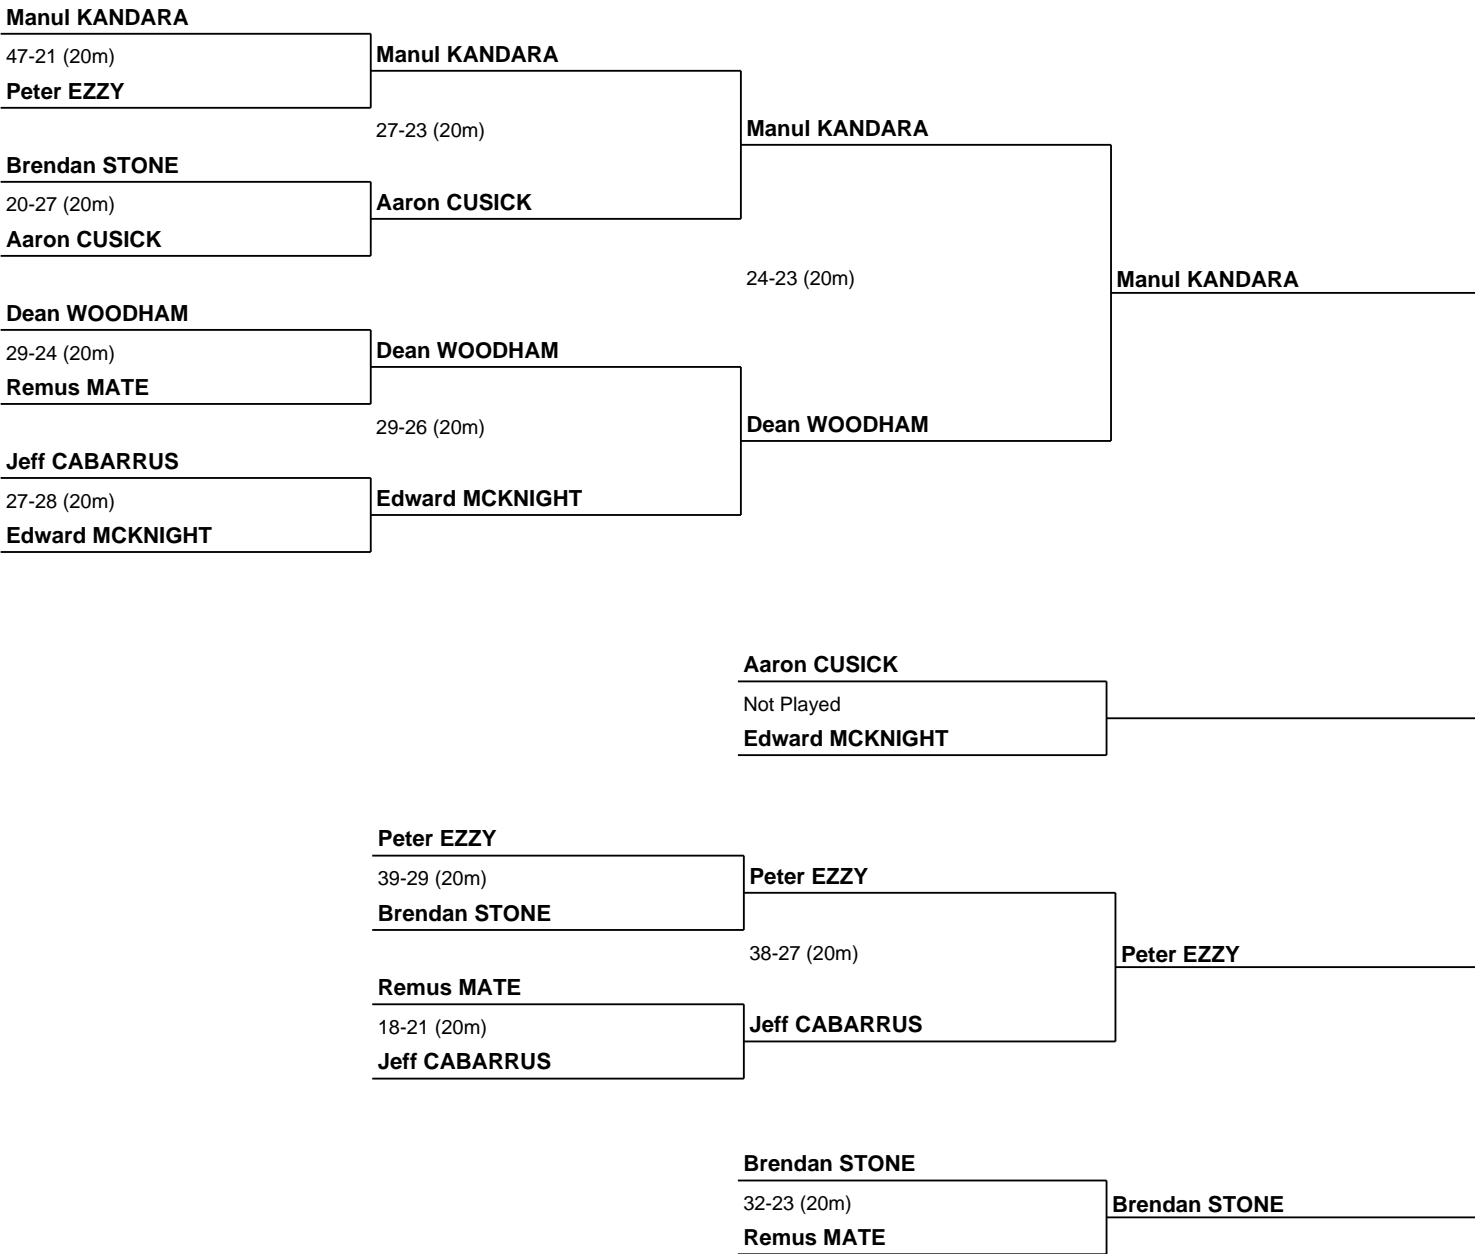 Manul KANDARA
47-21 (20m)
Peter EZZY
Manul KANDARA
27-23 (20m)
Brendan STONE
20-27 (20m)
Aaron CUSICK
Aaron CUSICK
Manul KANDARA
24-23 (20m)
Manul KANDARA
Dean WOODHAM
29-24 (20m)
Remus MATE
Dean WOODHAM
29-26 (20m)
Dean WOODHAM
Jeff CABARRUS
27-28 (20m)
Edward MCKNIGHT
Edward MCKNIGHT
Aaron CUSICK
Not Played
Edward MCKNIGHT
Peter EZZY
39-29 (20m)
Brendan STONE
Peter EZZY
38-27 (20m)
Peter EZZY
Remus MATE
18-21 (20m)
Jeff CABARRUS
Jeff CABARRUS
Brendan STONE
32-23 (20m)
Remus MATE
Brendan STONE